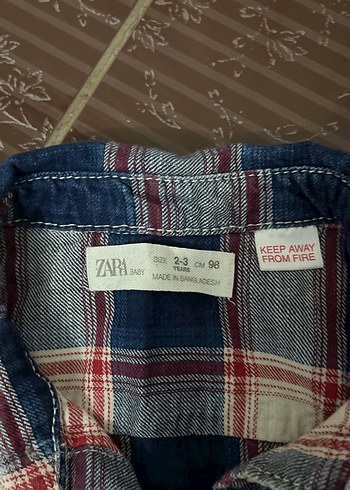 ZARA BABY SIZE 2-3 YEARS CM 98
MADE IN BANGLADESH
KEEP AWAY
FROM FIRE